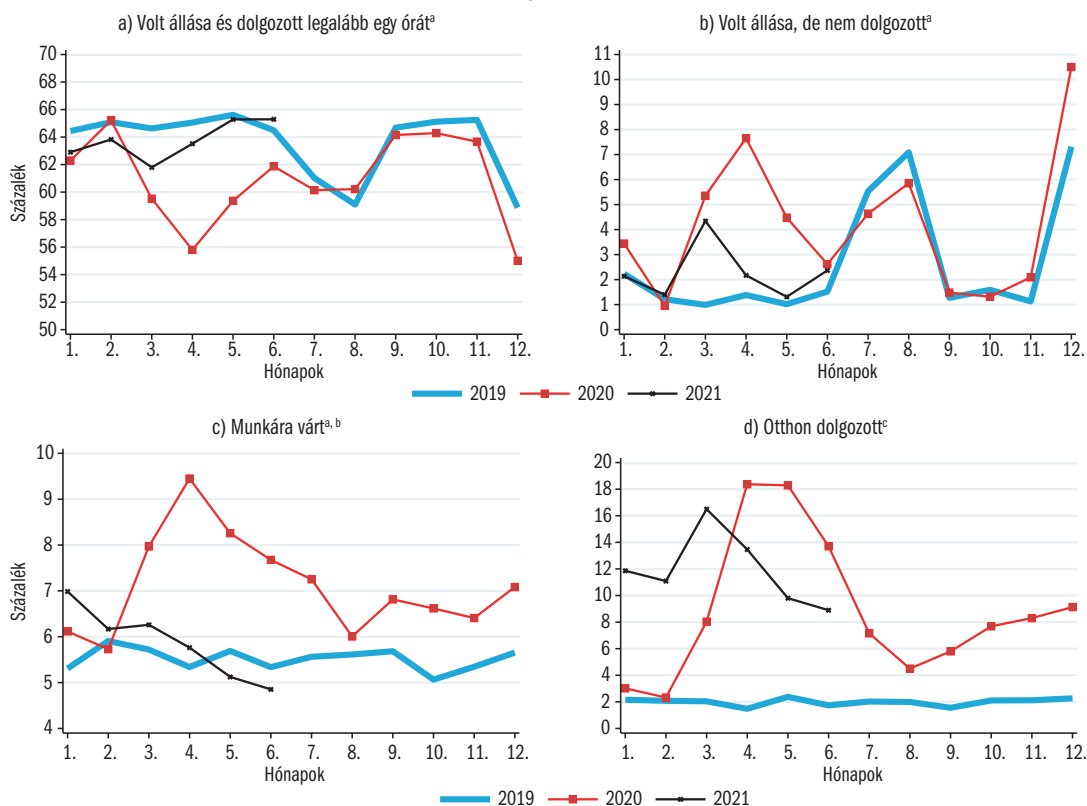 a) Volt állása és dolgozott legalább egy órátᵃ
70
68
66
64
62
60
58
56
54
52
50
Százalék
1. 2. 3. 4. 5. 6. 7. 8. 9. 10. 11. 12.
Hónapok
b) Volt állása, de nem dolgozottᵃ
11
10
9
8
7
6
5
4
3
2
1
0
1. 2. 3. 4. 5. 6. 7. 8. 9. 10. 11. 12.
Hónapok
2019 2020 2021
c) Munkára vártᵃ, ᵇ
10
9
8
7
6
5
4
Százalék
1. 2. 3. 4. 5. 6. 7. 8. 9. 10. 11. 12.
Hónapok
d) Otthon dolgozottᶜ
20
18
16
14
12
10
8
6
4
2
0
1. 2. 3. 4. 5. 6. 7. 8. 9. 10. 11. 12.
Hónapok
2019 2020 2021